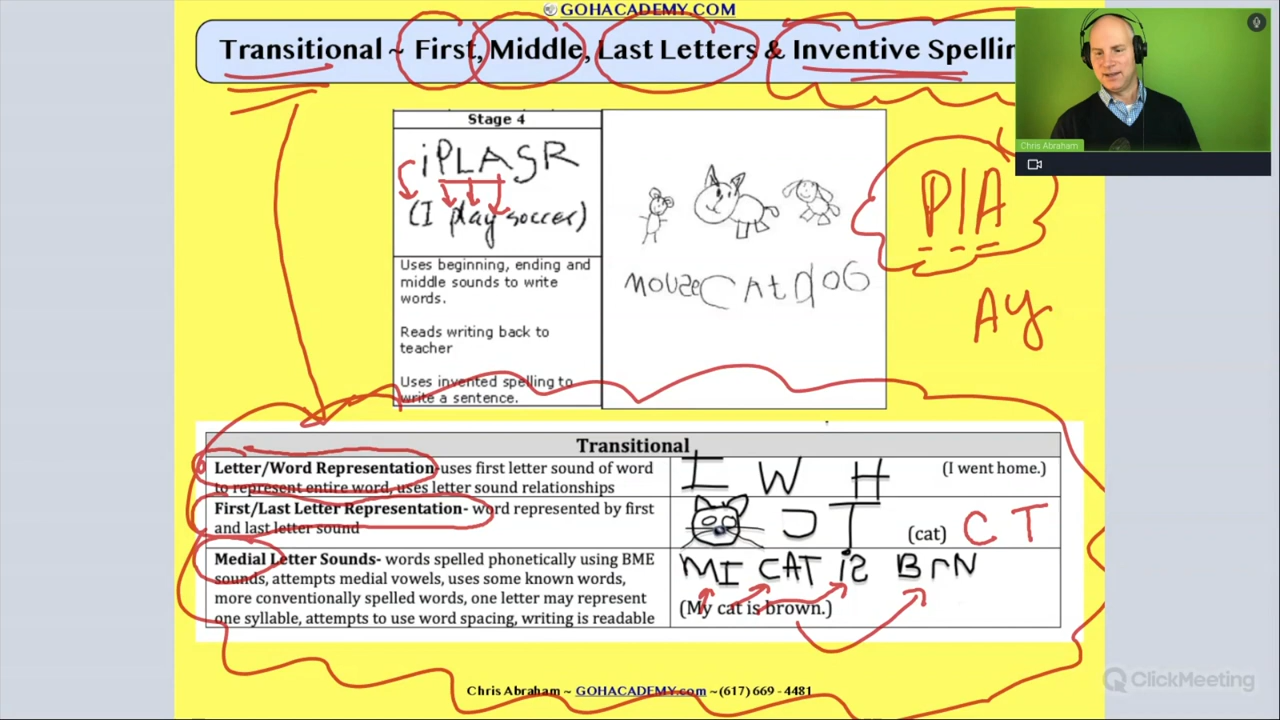 GOHACADEMY.COM
Transitional ~ First, Middle, Last Letters & Inventive Spellin
Chris Abraham
Stage 4
iPLASR
(I play soccer)
Uses beginning, ending and
middle sounds to write
words.
Reads writing back to
teacher
Uses invented spelling to
write a sentence.
mouse CAt dOG
PlA
Ay
Transitional
Letter/Word Representation-uses first letter sound of word
to represent entire word, uses letter sound relationships
I W H (I went home.)
First/Last Letter Representation- word represented by first
and last letter sound
T (cat) C T
Medial Letter Sounds- words spelled phonetically using BME
sounds, attempts medial vowels, uses some known words,
more conventionally spelled words, one letter may represent
one syllable, attempts to use word spacing, writing is readable
MI CAT iS BrN
(My cat is brown.)
Chris Abraham ~ GOHACADEMY.com ~(617) 669 - 4481
ClickMeeting